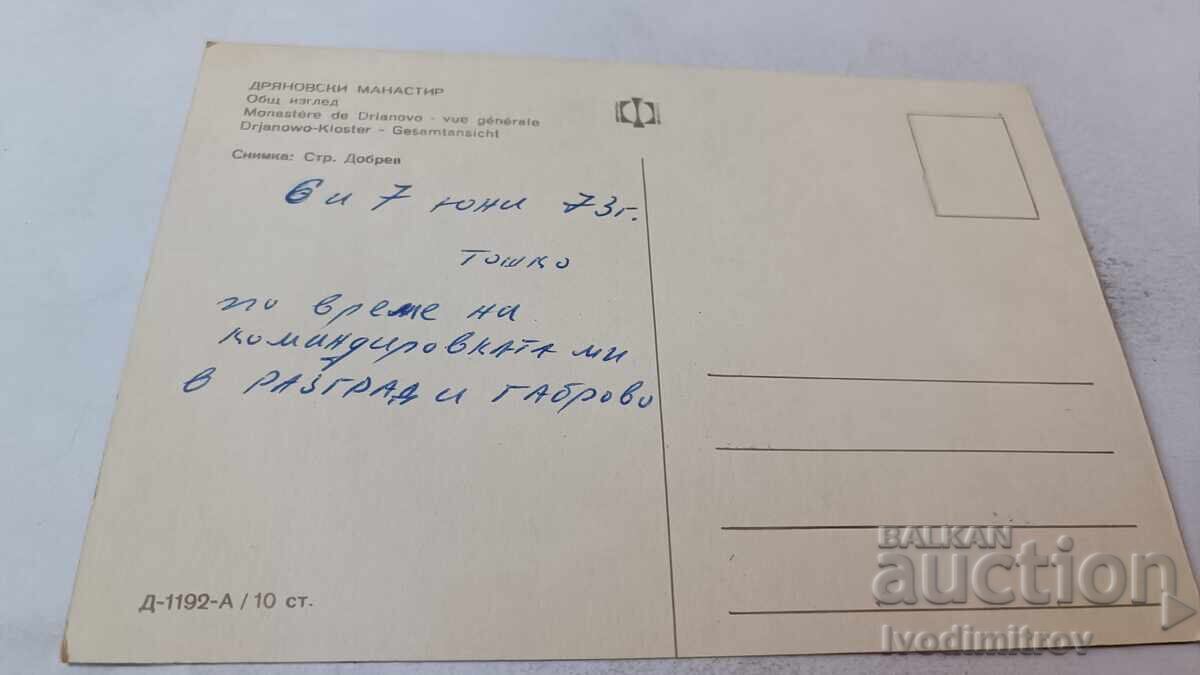 ДРЯНОВСКИ МАНАСТИР
Общ изглед
Monastère de Drianovo - vue générale
Drjanowo-Kloster - Gesamtansicht
Снимка: Стр. Добрев
6 и 7 юни 73г.
Тошко
по време на
командировката ми
в РАЗГРАД и ГАБРОВО
Д-1192-А / 10 ст.
BALKAN
auction
Ivodimitrov